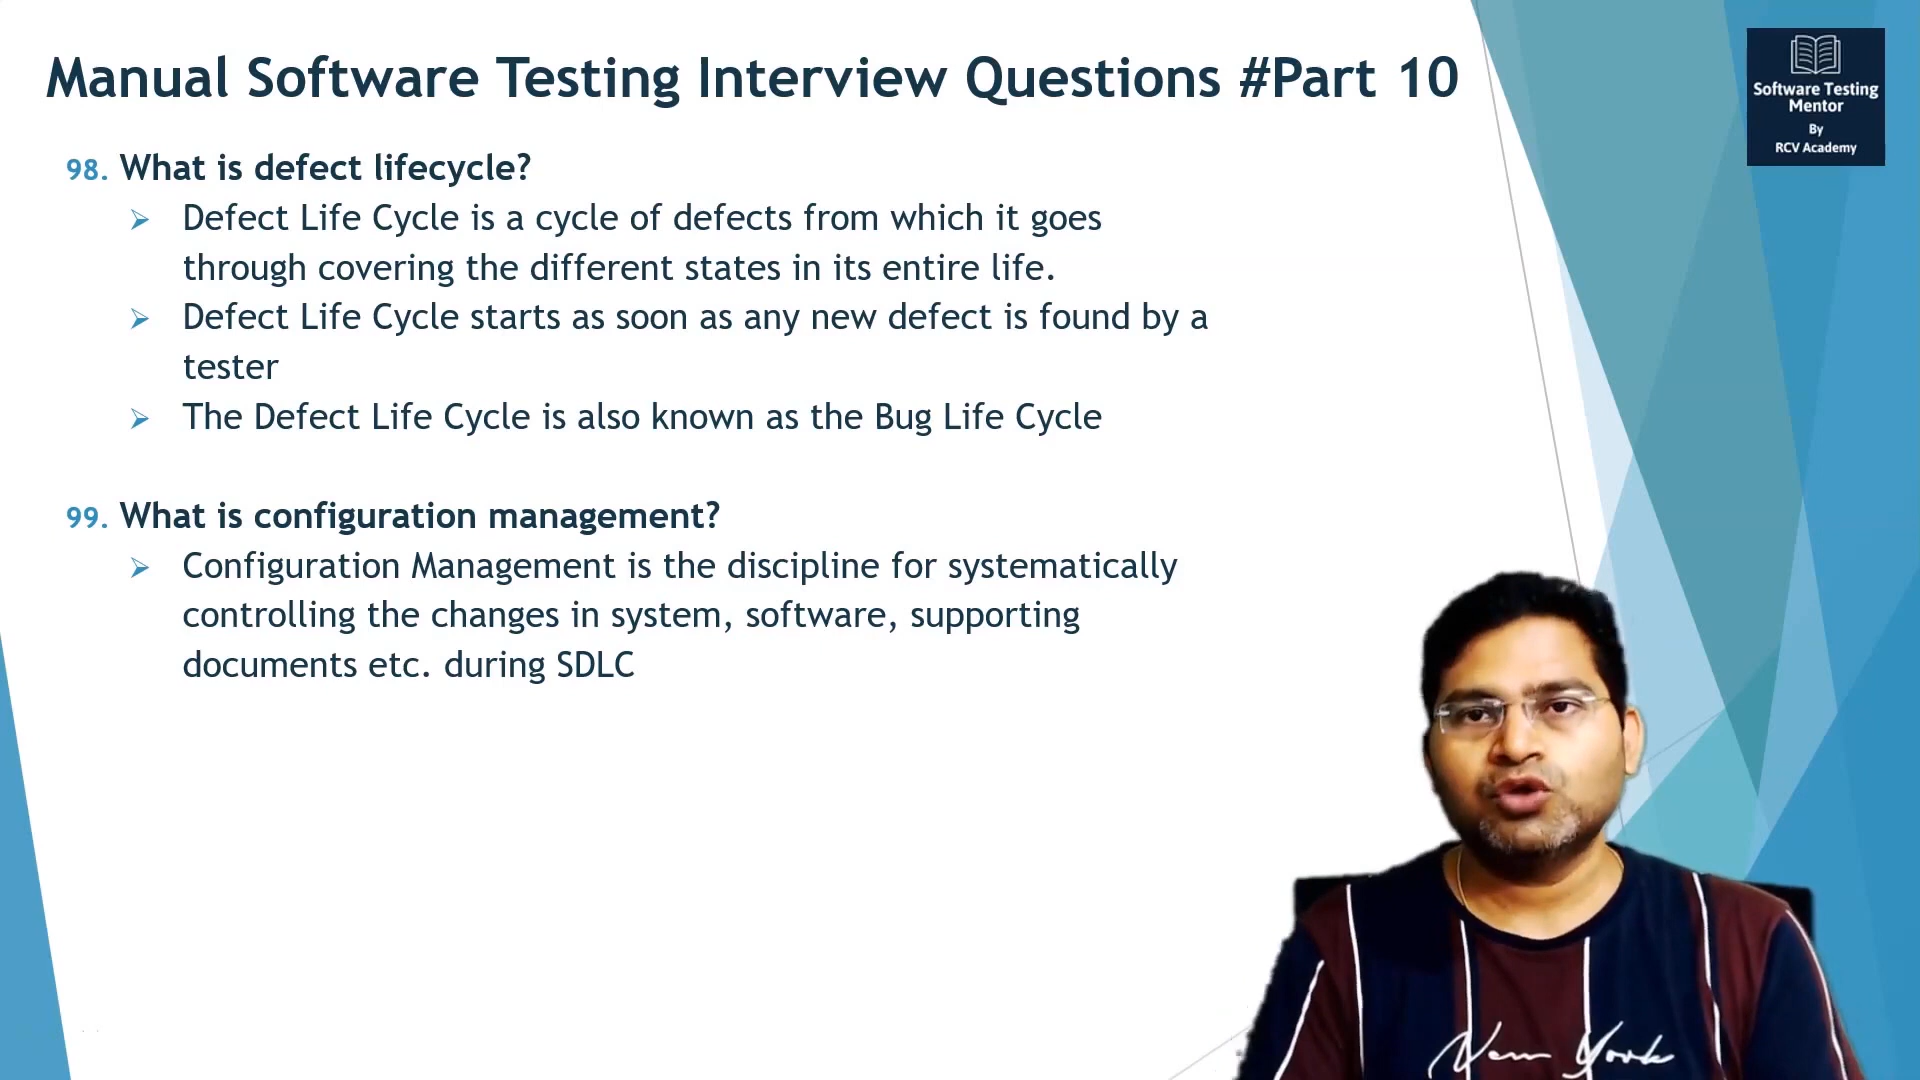 Manual Software Testing Interview Questions #Part 10
Software Testing
Mentor
By
RCV Academy
98. What is defect lifecycle?
➢ Defect Life Cycle is a cycle of defects from which it goes
through covering the different states in its entire life.
➢ Defect Life Cycle starts as soon as any new defect is found by a
tester
➢ The Defect Life Cycle is also known as the Bug Life Cycle
99. What is configuration management?
➢ Configuration Management is the discipline for systematically
controlling the changes in system, software, supporting
documents etc. during SDLC
New York